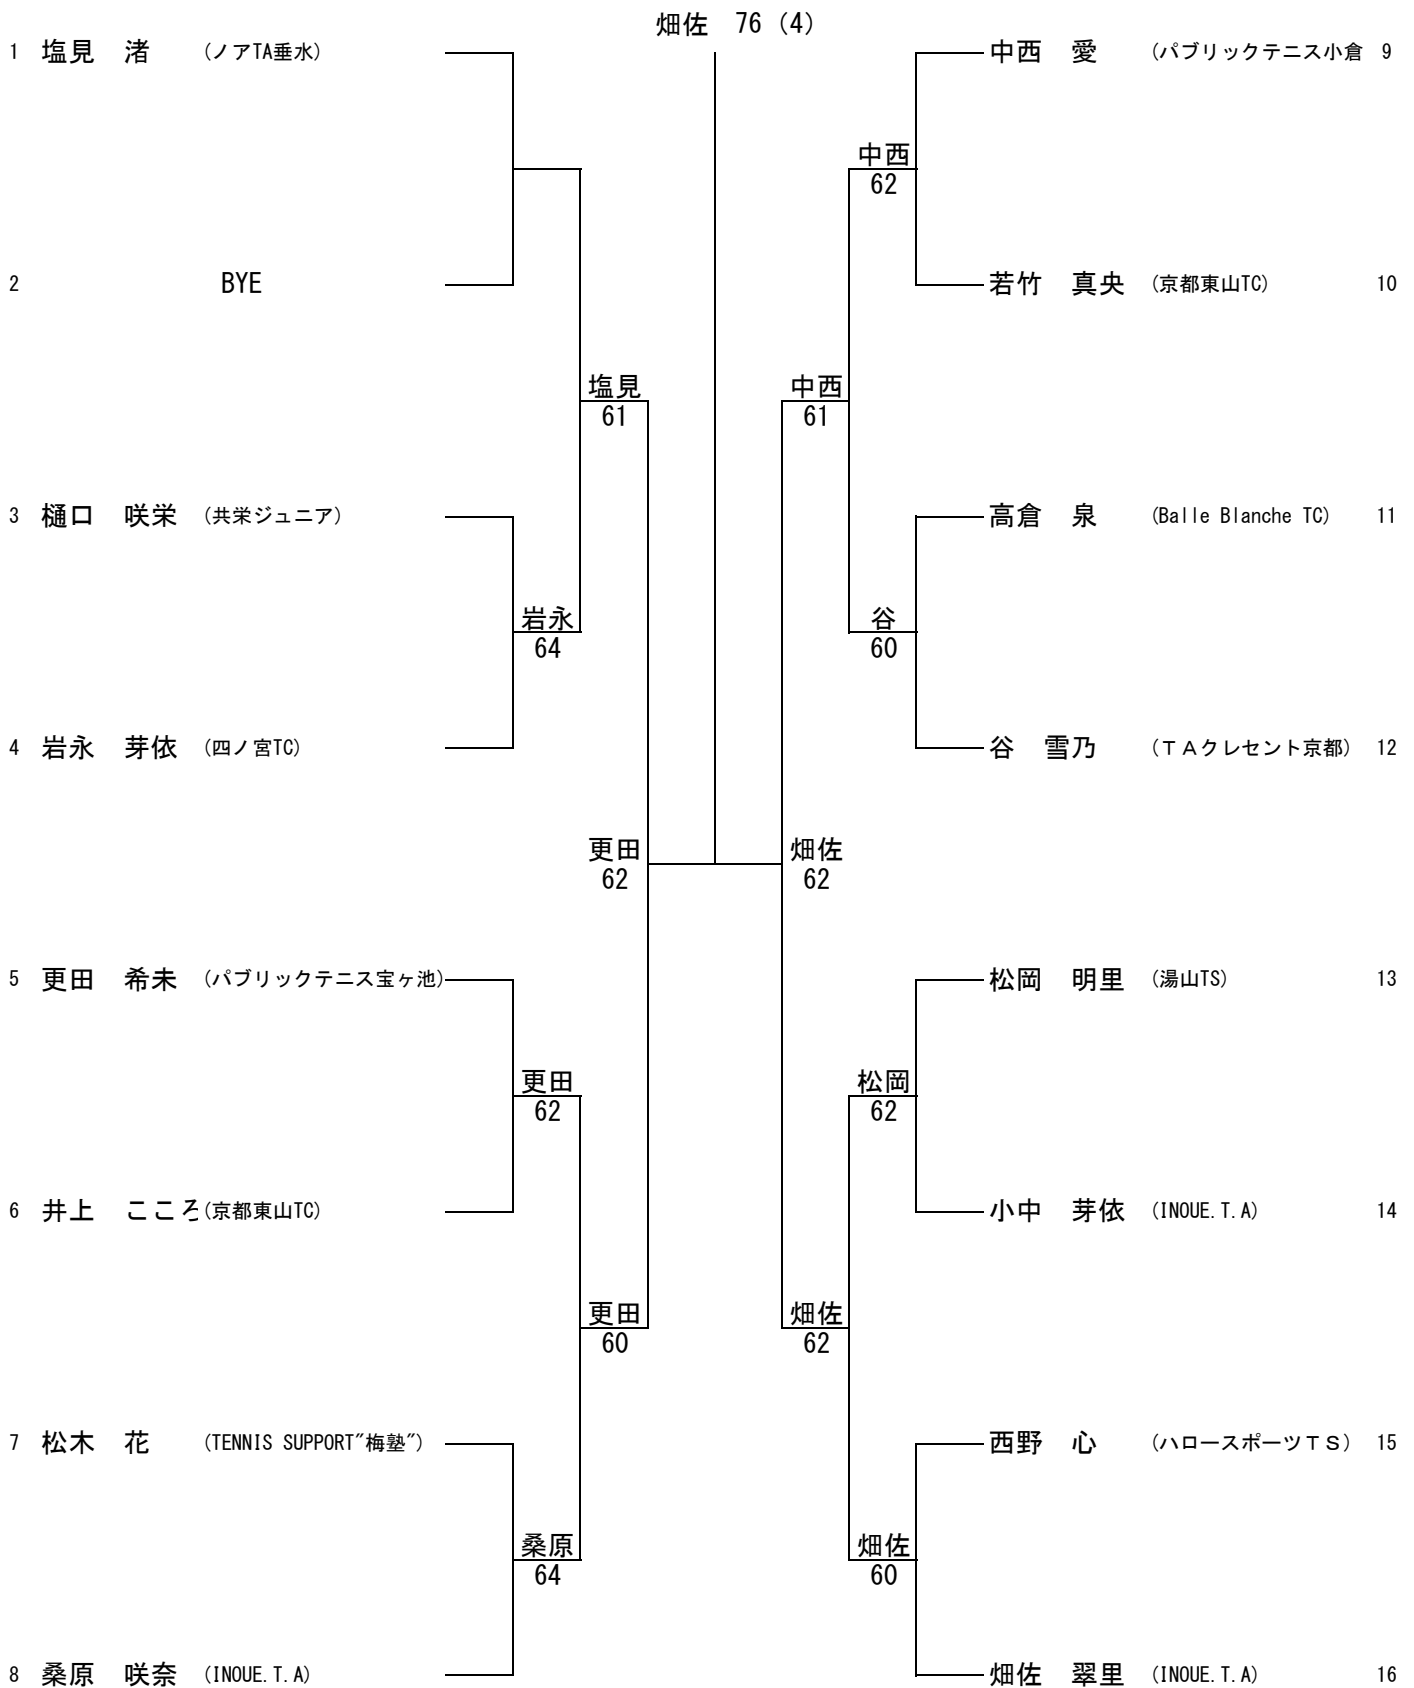 畑佐　76（4）
1 塩見　渚 (ノアTA垂水)
中西　愛 (パブリックテニス小倉 9
中西
62
2 BYE
若竹　真央 (京都東山TC) 10
塩見
61
中西
61
3 樋口　咲栄 (共栄ジュニア)
高倉　泉 (Balle Blanche TC) 11
岩永
64
谷
60
4 岩永　芽依 (四ノ宮TC)
谷　雪乃 (ＴＡクレセント京都) 12
更田
62
畑佐
62
5 更田　希未 (パブリックテニス宝ヶ池)
松岡　明里 (湯山TS) 13
更田
62
松岡
62
6 井上　こころ (京都東山TC)
小中　芽依 (INOUE.T.A) 14
更田
60
畑佐
62
7 松木　花 (TENNIS SUPPORT"梅塾")
西野　心 (ハロースポーツＴＳ) 15
桑原
64
畑佐
60
8 桑原　咲奈 (INOUE.T.A)
畑佐　翠里 (INOUE.T.A) 16